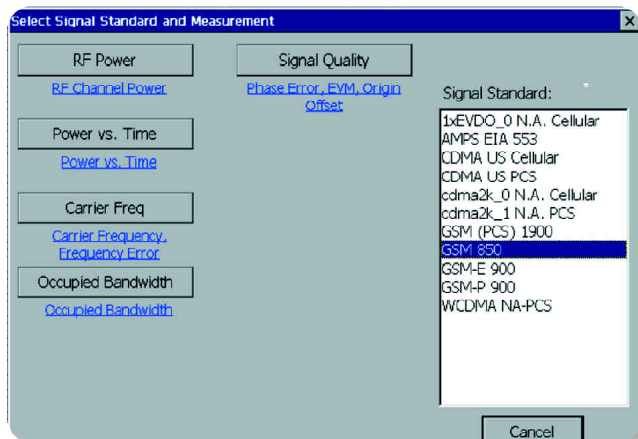 Select Signal Standard and Measurement
RF Power
RF Channel Power
Power vs. Time
Power vs. Time
Carrier Freq
Carrier Frequency,
Frequency Error
Occupied Bandwidth
Occupied Bandwidth
Signal Quality
Phase Error, EVM, Origin
Offset
Signal Standard:
1xEVDO_0 N.A. Cellular
AMPS EIA 553
CDMA US Cellular
CDMA US PCS
cdma2k_0 N.A. Cellular
cdma2k_1 N.A. PCS
GSM (PCS) 1900
GSM 850
GSM-E 900
GSM-P 900
WCDMA NA-PCS
Cancel